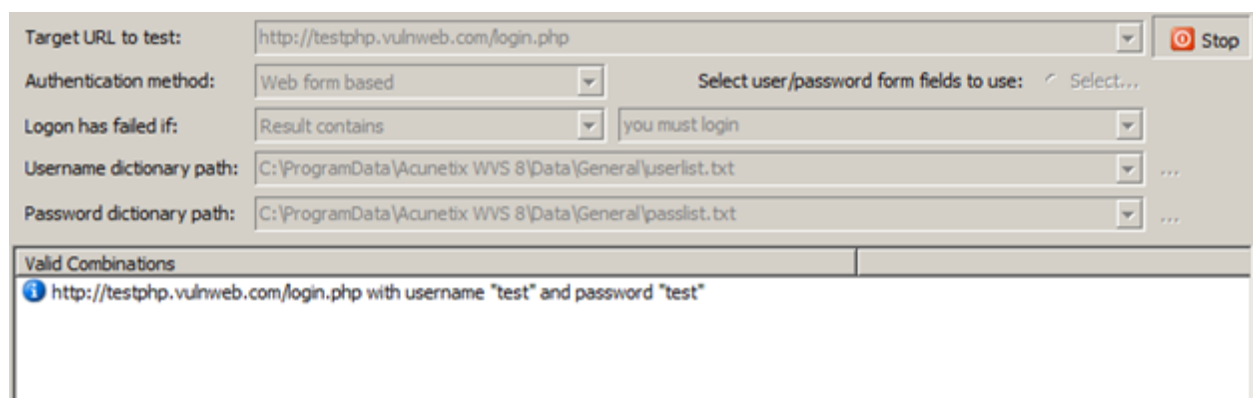 Target URL to test: http://testphp.vulnweb.com/login.php Stop
Authentication method: Web form based Select user/password form fields to use: Select...
Logon has failed if: Result contains you must login
Username dictionary path: C:\ProgramData\Acunetix WVS 8\Data\General\userlist.txt ...
Password dictionary path: C:\ProgramData\Acunetix WVS 8\Data\General\passlist.txt ...
Valid Combinations
http://testphp.vulnweb.com/login.php with username "test" and password "test"